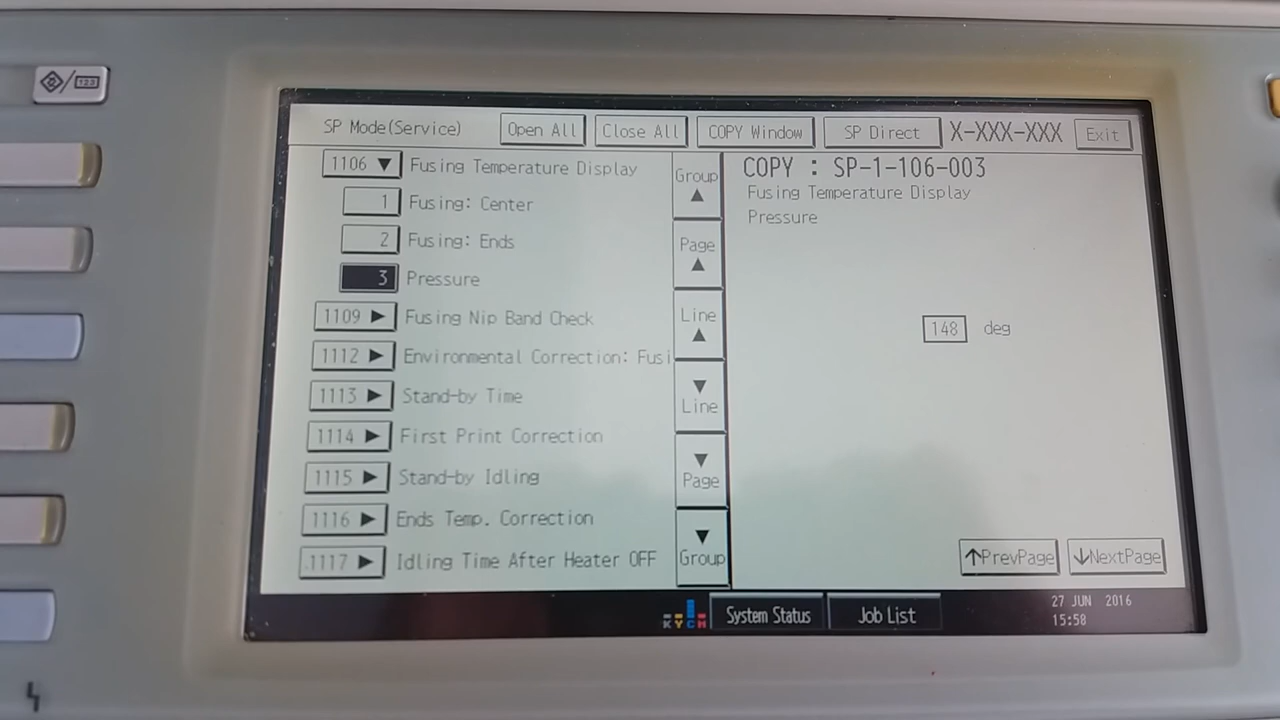 123
SP Mode(Service) Open All Close All COPY Window SP Direct X-XXX-XXX Exit
1106 ▼ Fusing Temperature Display
1 Fusing: Center
2 Fusing: Ends
3 Pressure
1109 ▶ Fusing Nip Band Check
1112 ▶ Environmental Correction: Fusi
1113 ▶ Stand-by Time
1114 ▶ First Print Correction
1115 ▶ Stand-by Idling
1116 ▶ Ends Temp. Correction
1117 ▶ Idling Time After Heater OFF
Group
▲
Page
▲
Line
▲
▼
Line
▼
Page
▼
Group
COPY : SP-1-106-003
Fusing Temperature Display
Pressure
148 deg
↑PrevPage ↓NextPage
K Y C M System Status Job List
27 JUN 2016
15:58